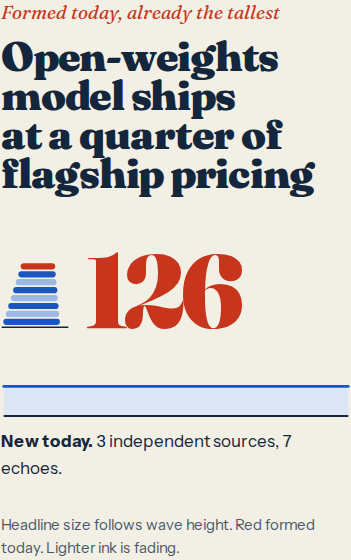 Formed today, already the tallest
Open-weights
model ships
at a quarter of
flagship pricing
126
New today. 3 independent sources, 7
echoes.
Headline size follows wave height. Red formed
today. Lighter ink is fading.